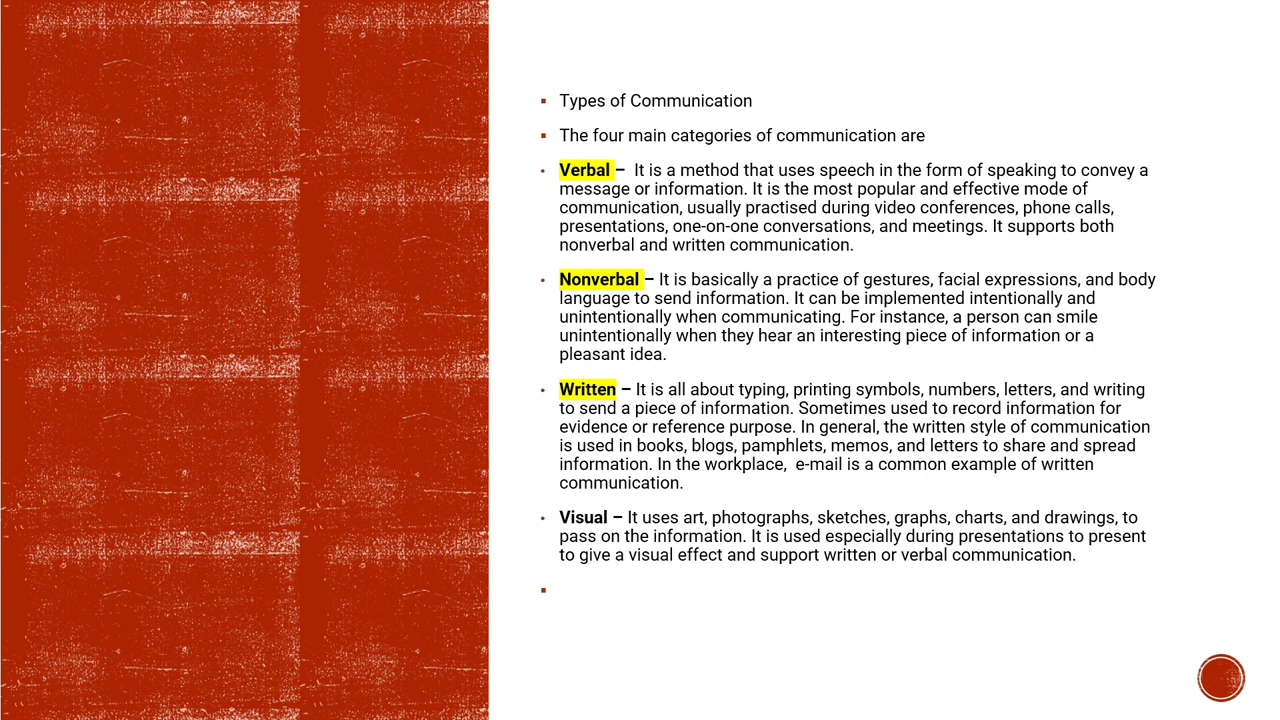 Types of Communication
The four main categories of communication are
Verbal – It is a method that uses speech in the form of speaking to convey a
message or information. It is the most popular and effective mode of
communication, usually practised during video conferences, phone calls,
presentations, one-on-one conversations, and meetings. It supports both
nonverbal and written communication.
Nonverbal – It is basically a practice of gestures, facial expressions, and body
language to send information. It can be implemented intentionally and
unintentionally when communicating. For instance, a person can smile
unintentionally when they hear an interesting piece of information or a
pleasant idea.
Written – It is all about typing, printing symbols, numbers, letters, and writing
to send a piece of information. Sometimes used to record information for
evidence or reference purpose. In general, the written style of communication
is used in books, blogs, pamphlets, memos, and letters to share and spread
information. In the workplace,  e-mail is a common example of written
communication.
Visual – It uses art, photographs, sketches, graphs, charts, and drawings, to
pass on the information. It is used especially during presentations to present
to give a visual effect and support written or verbal communication.